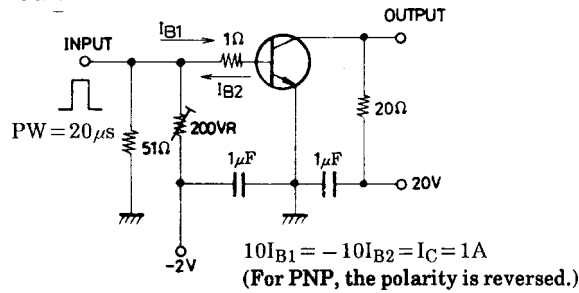 OUTPUT
INPUT
IB1
1Ω
IB2
PW=20μs
51Ω
200VR
20Ω
1μF
1μF
20V
-2V
10IB1=-10IB2=IC=1A
(For PNP, the polarity is reversed.)